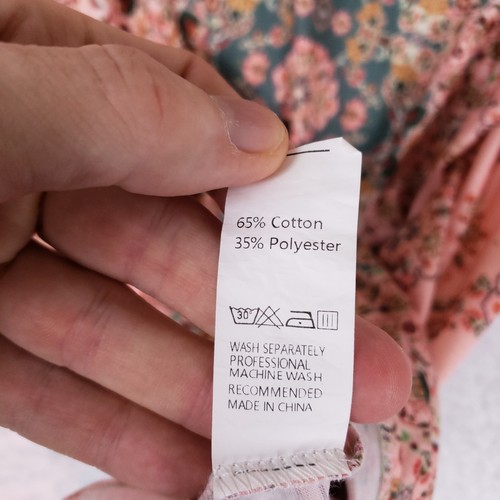 65% Cotton
35% Polyester
30
WASH SEPARATELY
PROFESSIONAL
MACHINE WASH
RECOMMENDED
MADE IN CHINA